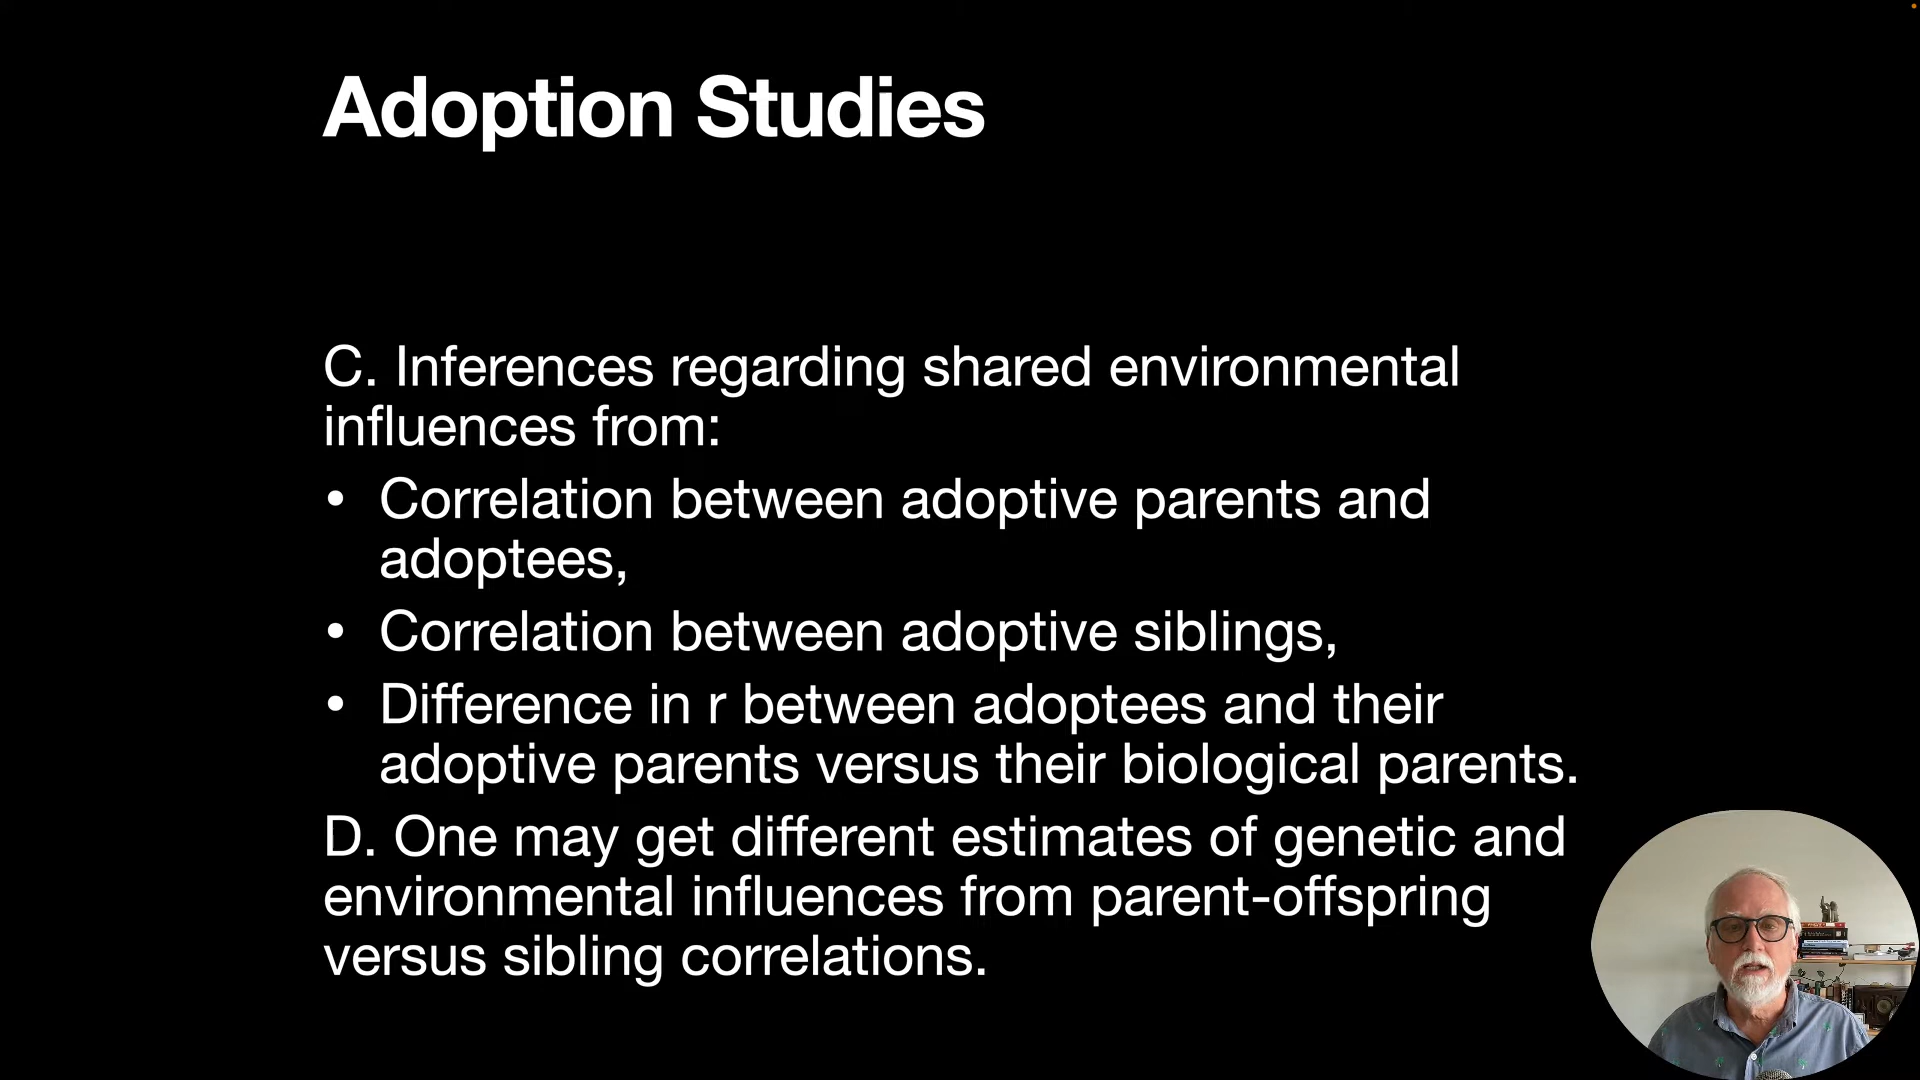 Adoption Studies
C. Inferences regarding shared environmental
influences from:
• Correlation between adoptive parents and
adoptees,
• Correlation between adoptive siblings,
• Difference in r between adoptees and their
adoptive parents versus their biological parents.
D. One may get different estimates of genetic and
environmental influences from parent-offspring
versus sibling correlations.